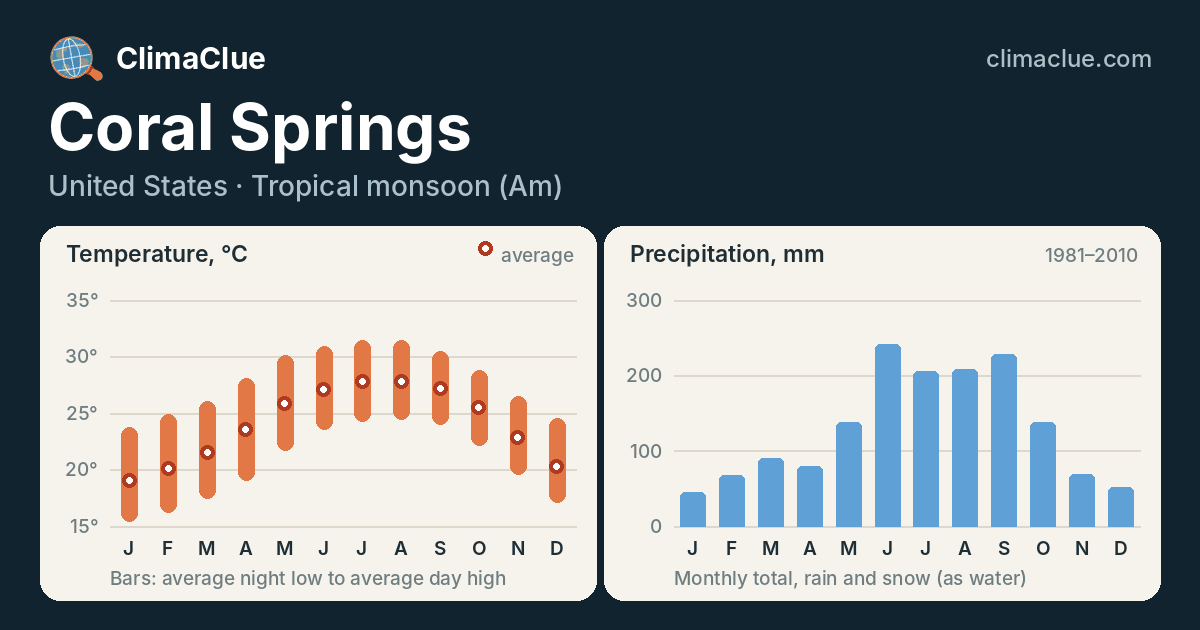 ClimaClue
climaclue.com
Coral Springs
United States · Tropical monsoon (Am)
Temperature, °C
average
35°
30°
25°
20°
15°
J F M A M J J A S O N D
Bars: average night low to average day high
Precipitation, mm
1981–2010
300
200
100
0
J F M A M J J A S O N D
Monthly total, rain and snow (as water)